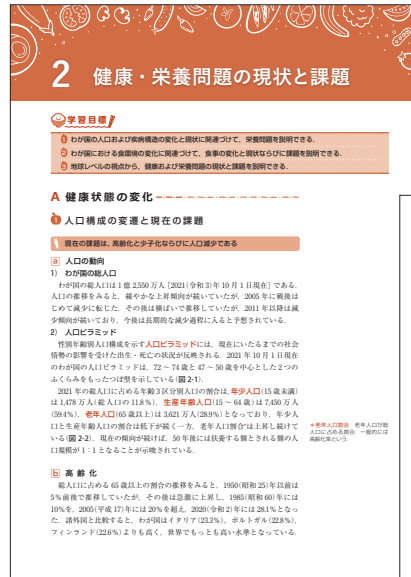 2 健康・栄養問題の現状と課題
学習目標
1 わが国の人口および疾病構造の変化と現状に関連づけて，栄養問題を説明できる．
2 わが国における食環境の変化に関連づけて，食事の変化と現状ならびに課題を説明できる．
3 地球レベルの視点から，健康および栄養問題の現状と課題を説明できる．
A 健康状態の変化
1 人口構成の変遷と現在の課題
現在の課題は，高齢化と少子化ならびに人口減少である
a 人口の動向
1） わが国の総人口
わが国の総人口は1億2,550万人［2021（令和3）年10月1日現在］である．
人口の推移をみると，緩やかな上昇傾向が続いていたが，2005年に戦後は
じめて減少に転じた．その後は横ばいで推移していたが，2011年以降は減
少傾向が続いており，今後は長期的な減少過程に入ると予想されている．
2） 人口ピラミッド
性別年齢別人口構成を示す人口ピラミッドには，現在にいたるまでの社会
情勢の影響を受けた出生・死亡の状況が反映される．2021年10月1日現在
のわが国の人口ピラミッドは，72～74歳と47～50歳を中心とした2つの
ふくらみをもったつぼ型を示している（図2-1）．
2021年の総人口に占める年齢3区分別人口の割合は，年少人口（15歳未満）
は1,478万人（総人口の11.8％），生産年齢人口（15～64歳）は7,450万人
（59.4％），老年人口（65歳以上）は3,621万人（28.9％）となっており，年少人
口と生産年齢人口の割合は低下が続く一方，老年人口割合*は上昇し続けて
いる（図2-2）．現在の傾向が続けば，50年後には扶養する側とされる側の人
口規模が1：1となることが示唆されている．
*老年人口割合 老年人口が総
人口に占める割合．一般的には
高齢化率という．
b 高齢化
総人口に占める65歳以上の割合の推移をみると，1950（昭和25）年以前は
5％前後で推移していたが，その後は急激に上昇し，1985（昭和60）年には
10％を，2005（平成17）年には20％を超え，2020（令和2）年には28.1％となっ
た．諸外国と比較すると，わが国はイタリア（23.3％），ポルトガル（22.8％），
フィンランド（22.6％）よりも高く，世界でもっとも高い水準となっている．